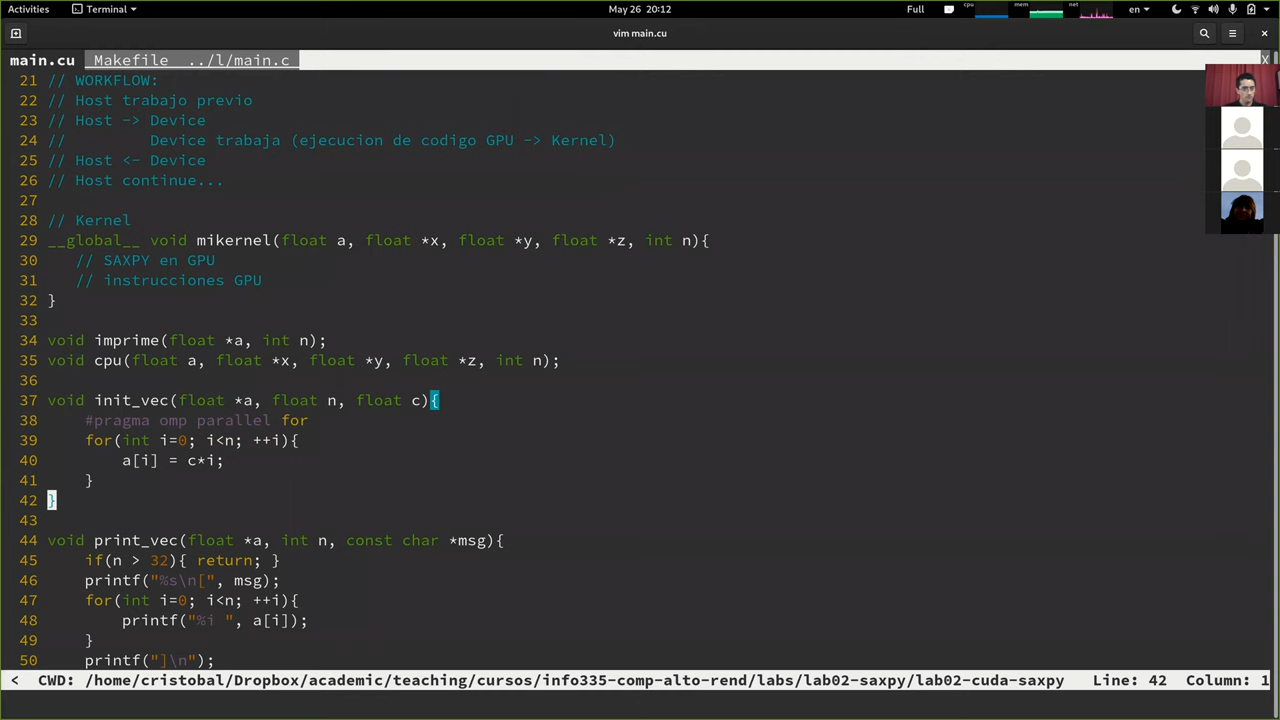 Activities Terminal May 26 20:12 Full cpu mem net en
vim main.cu
main.cu Makefile ../l/main.c X
21 // WORKFLOW:
22 // Host trabajo previo
23 // Host -> Device
24 // Device trabaja (ejecucion de codigo GPU -> Kernel)
25 // Host <- Device
26 // Host continue...
27
28 // Kernel
29 __global__ void mikernel(float a, float *x, float *y, float *z, int n){
30 // SAXPY en GPU
31 // instrucciones GPU
32 }
33
34 void imprime(float *a, int n);
35 void cpu(float a, float *x, float *y, float *z, int n);
36
37 void init_vec(float *a, float n, float c){
38 #pragma omp parallel for
39 for(int i=0; i<n; ++i){
40 a[i] = c*i;
41 }
42 }
43
44 void print_vec(float *a, int n, const char *msg){
45 if(n > 32){ return; }
46 printf("%s\n[", msg);
47 for(int i=0; i<n; ++i){
48 printf("%i ", a[i]);
49 }
50 printf("]\n");
< CWD: /home/cristobal/Dropbox/academic/teaching/cursos/info335-comp-alto-rend/labs/lab02-saxpy/lab02-cuda-saxpy Line: 42 Column: 1